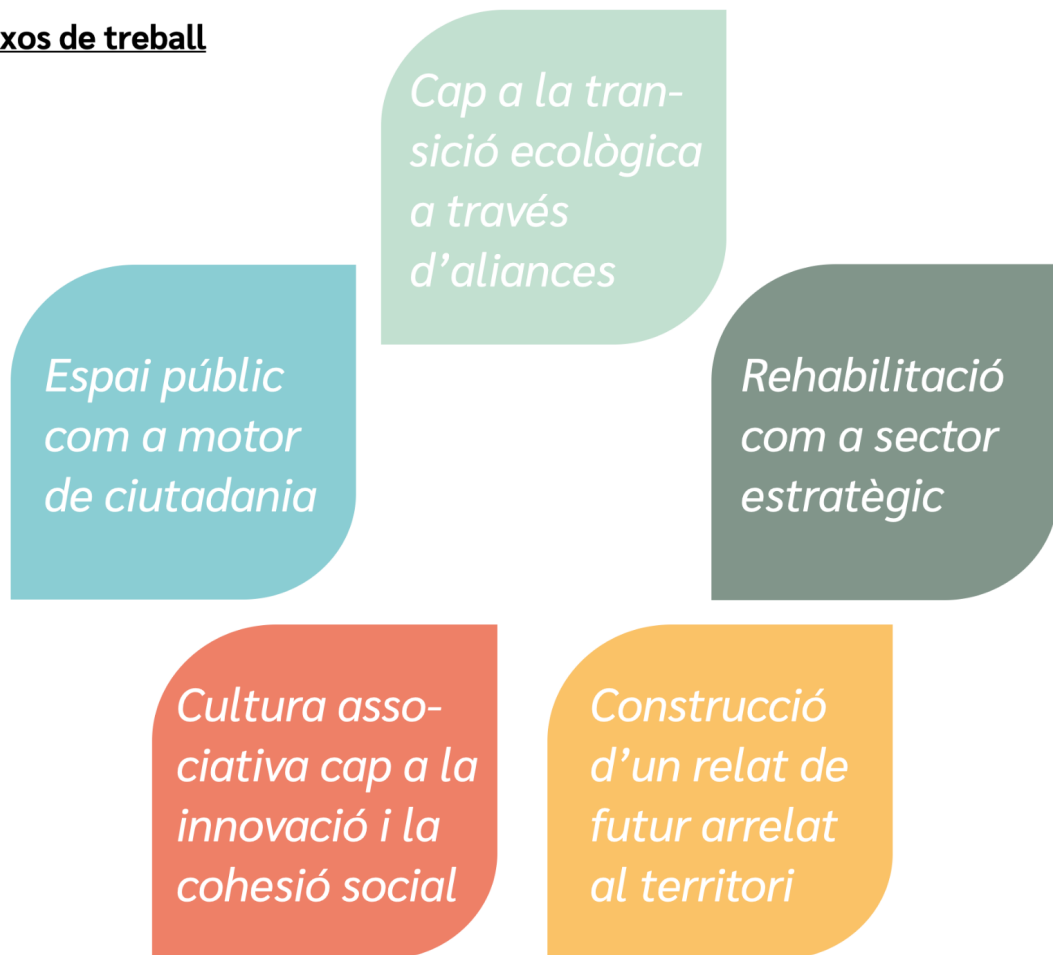 xos de treball
Cap a la tran-
sició ecològica
a través
d’aliances
Espai públic
com a motor
de ciutadania
Rehabilitació
com a sector
estratègic
Cultura asso-
ciativa cap a la
innovació i la
cohesió social
Construcció
d’un relat de
futur arrelat
al territori